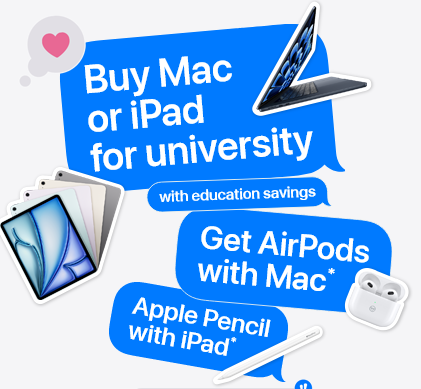 Buy Mac
or iPad
for university
with education savings
Get AirPods
with Mac*
Apple Pencil
with iPad*